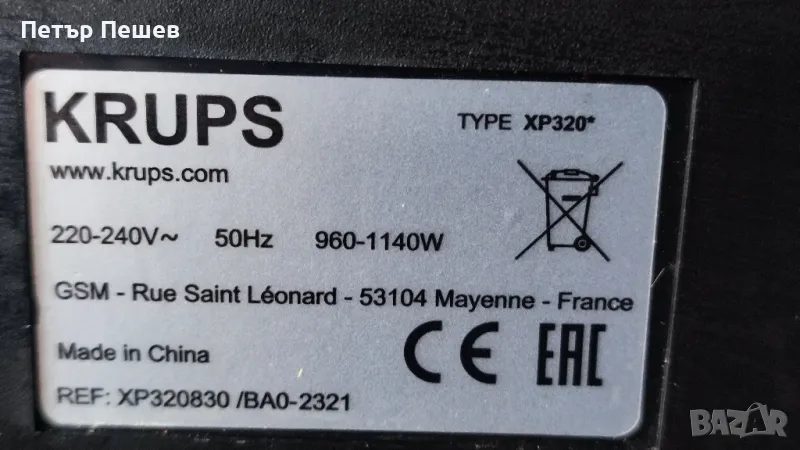 Петър Пешев
KRUPS
TYPE XP320*
www.krups.com
220-240V~ 50Hz 960-1140W
GSM - Rue Saint Léonard - 53104 Mayenne - France
Made in China
CE EAC
REF: XP320830 /BA0-2321
BAZAR